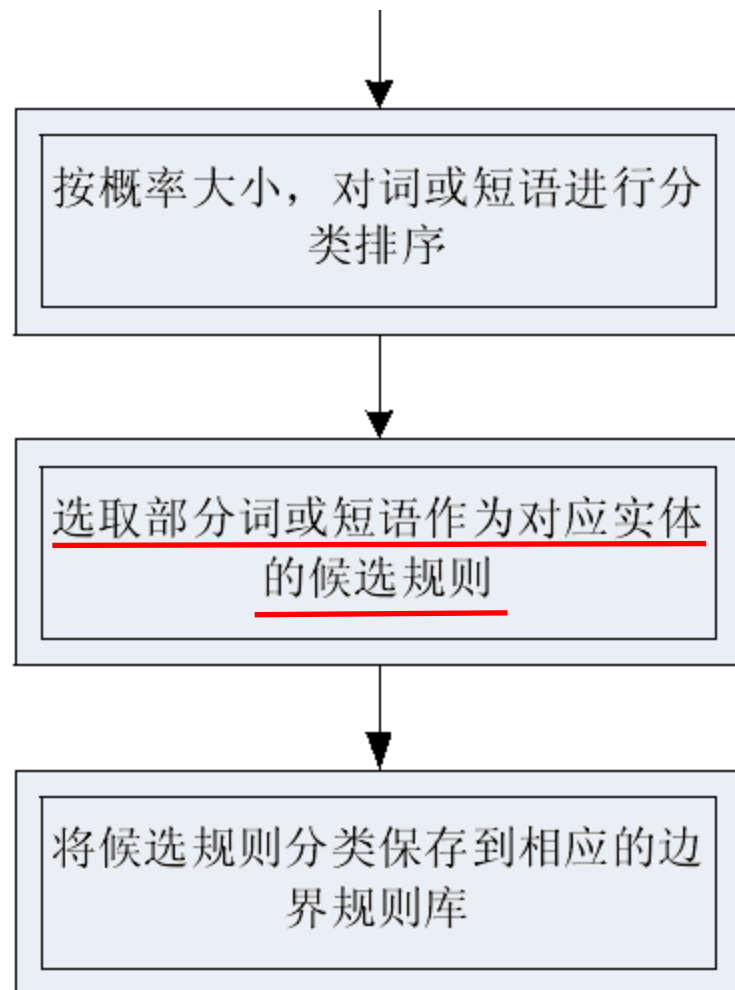 按概率大小，对词或短语进行分
类排序
选取部分词或短语作为对应实体
的候选规则
将候选规则分类保存到相应的边
界规则库